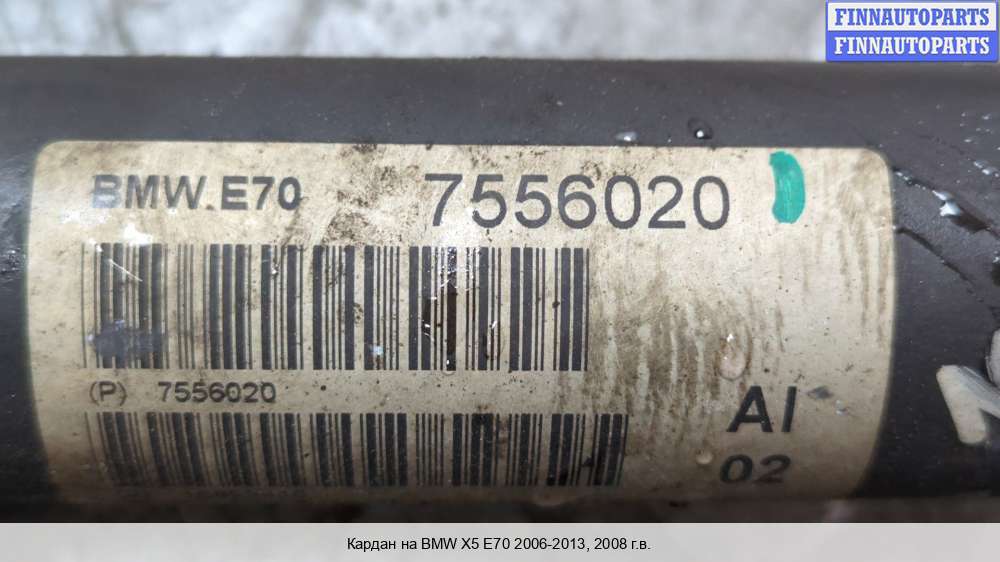 FINNAUTOPARTS
FINNAUTOPARTS
BMW.E70 7556020
(P) 7556020
AI
02
Кардан на BMW X5 E70 2006-2013, 2008 г.в.